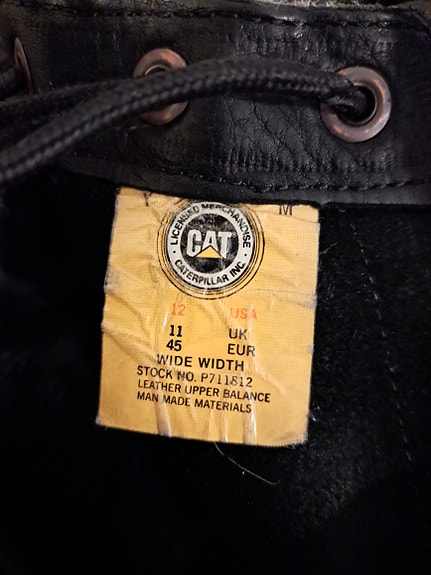 Y M
LICENSED MERCHANDISE
CAT
CATERPILLAR INC.
12 USA
11 UK
45 EUR
WIDE WIDTH
STOCK NO. P711812
LEATHER UPPER BALANCE
MAN MADE MATERIALS